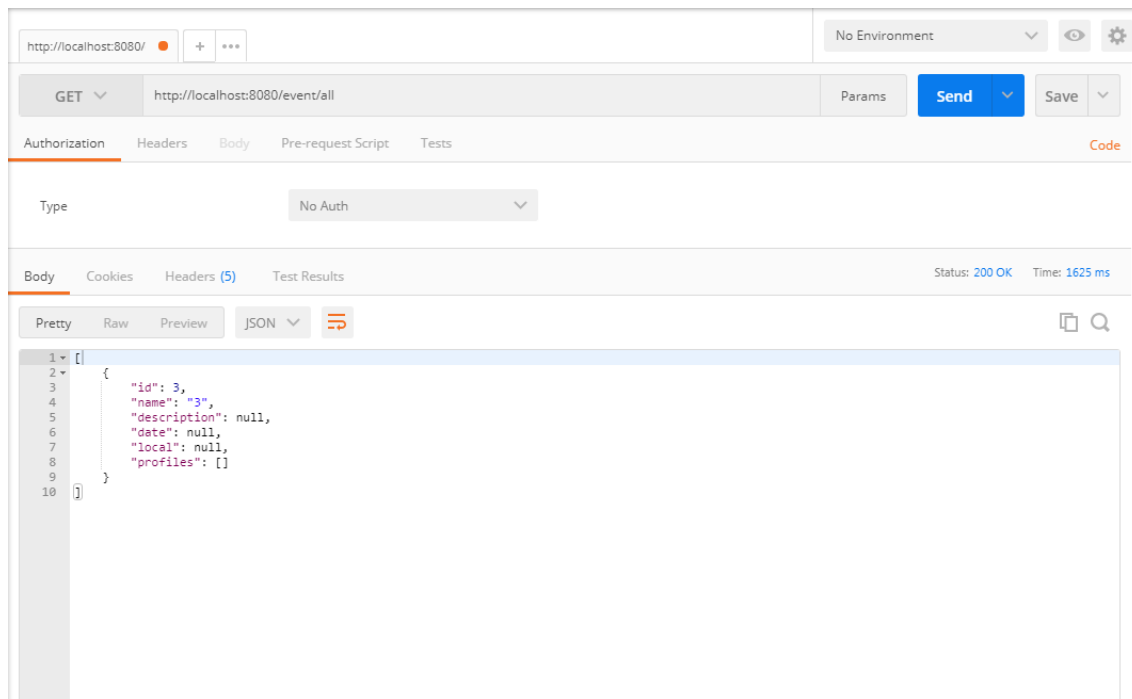 http://localhost:8080/
+
No Environment
GET http://localhost:8080/event/all Params Send Save
Authorization Headers Body Pre-request Script Tests Code
Type No Auth
Body Cookies Headers (5) Test Results Status: 200 OK Time: 1625 ms
Pretty Raw Preview JSON
1 [
2 {
3 "id": 3,
4 "name": "3",
5 "description": null,
6 "date": null,
7 "local": null,
8 "profiles": []
9 }
10 ]